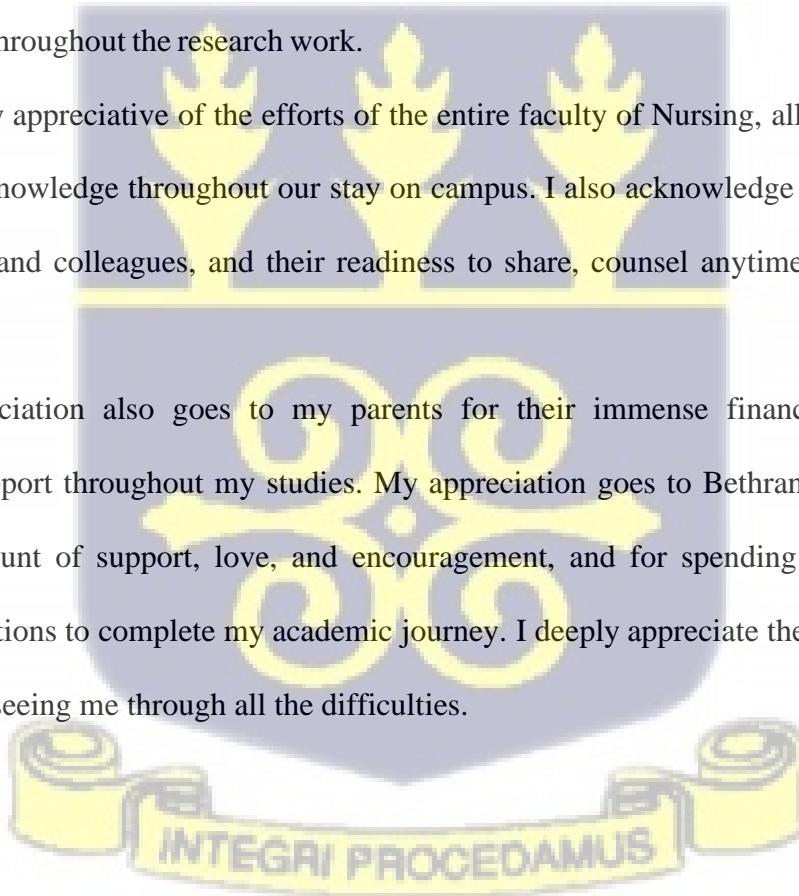 hroughout the research work.
appreciative of the efforts of the entire faculty of Nursing, all
nowledge throughout our stay on campus. I also acknowledge
and colleagues, and their readiness to share, counsel anytime
ciation also goes to my parents for their immense financ
port throughout my studies. My appreciation goes to Bethran
unt of support, love, and encouragement, and for spending
tions to complete my academic journey. I deeply appreciate the
seeing me through all the difficulties.
INTEGRI PROCEDAMUS